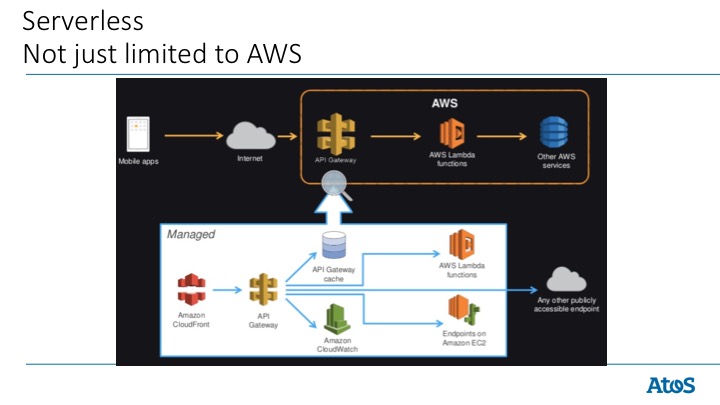 Serverless
Not just limited to AWS
AWS
Mobile apps
Internet
API Gateway
AWS Lambda
functions
Other AWS
services
Managed
API Gateway
cache
AWS Lambda
functions
Amazon
CloudFront
API
Gateway
Any other publicly
accessible endpoint
Amazon
CloudWatch
Endpoints on
Amazon EC2
Atos